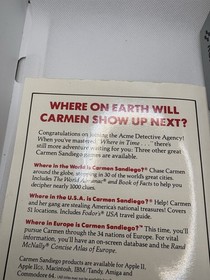 WHERE ON EARTH WILL
CARMEN SHOW UP NEXT?
Congratulations on joining the Acme Detective Agency!
When you've mastered "Where in Time . . ." there's
still more adventure waiting for you: Three other great
Carmen Sandiego games are available.
Where in the World is Carmen Sandiego?® Chase Carmen
around the globe, stopping in 30 of the world's great cities.
Includes The World Almanac® and Book of Facts to help you
decipher nearly 1000 clues.
Where in the U.S.A. is Carmen Sandiego?® Help! Carmen
and her gang are stealing American national treasures! Covers
51 locations. Includes Fodor's® USA travel guide.
Where in Europe is Carmen Sandiego?™ This time, you'll
pursue Carmen through the 34 nations of Europe. For vital
information, you'll have an on-screen database and the Rand
McNally® Concise Atlas of Europe.
Carmen Sandiego products are available for Apple II,
Apple IIGS, Macintosh, IBM/Tandy, Amiga and
Commodore 64.